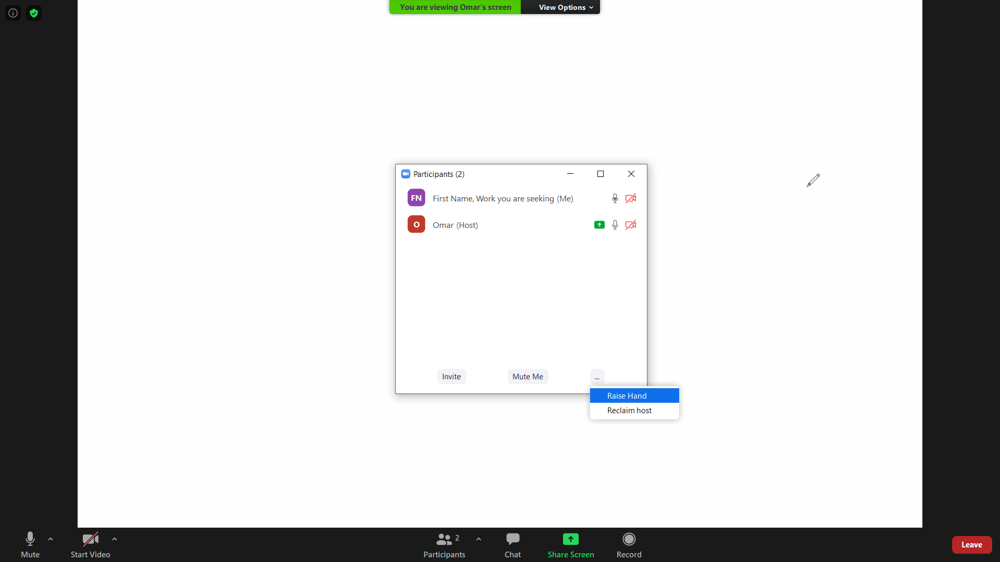 You are viewing Omar's screen
View Options
Participants (2)
FN
First Name, Work you are seeking (Me)
O
Omar (Host)
Invite
Mute Me
...
Raise Hand
Reclaim host
Mute
Start Video
2
Participants
Chat
Share Screen
Record
Leave